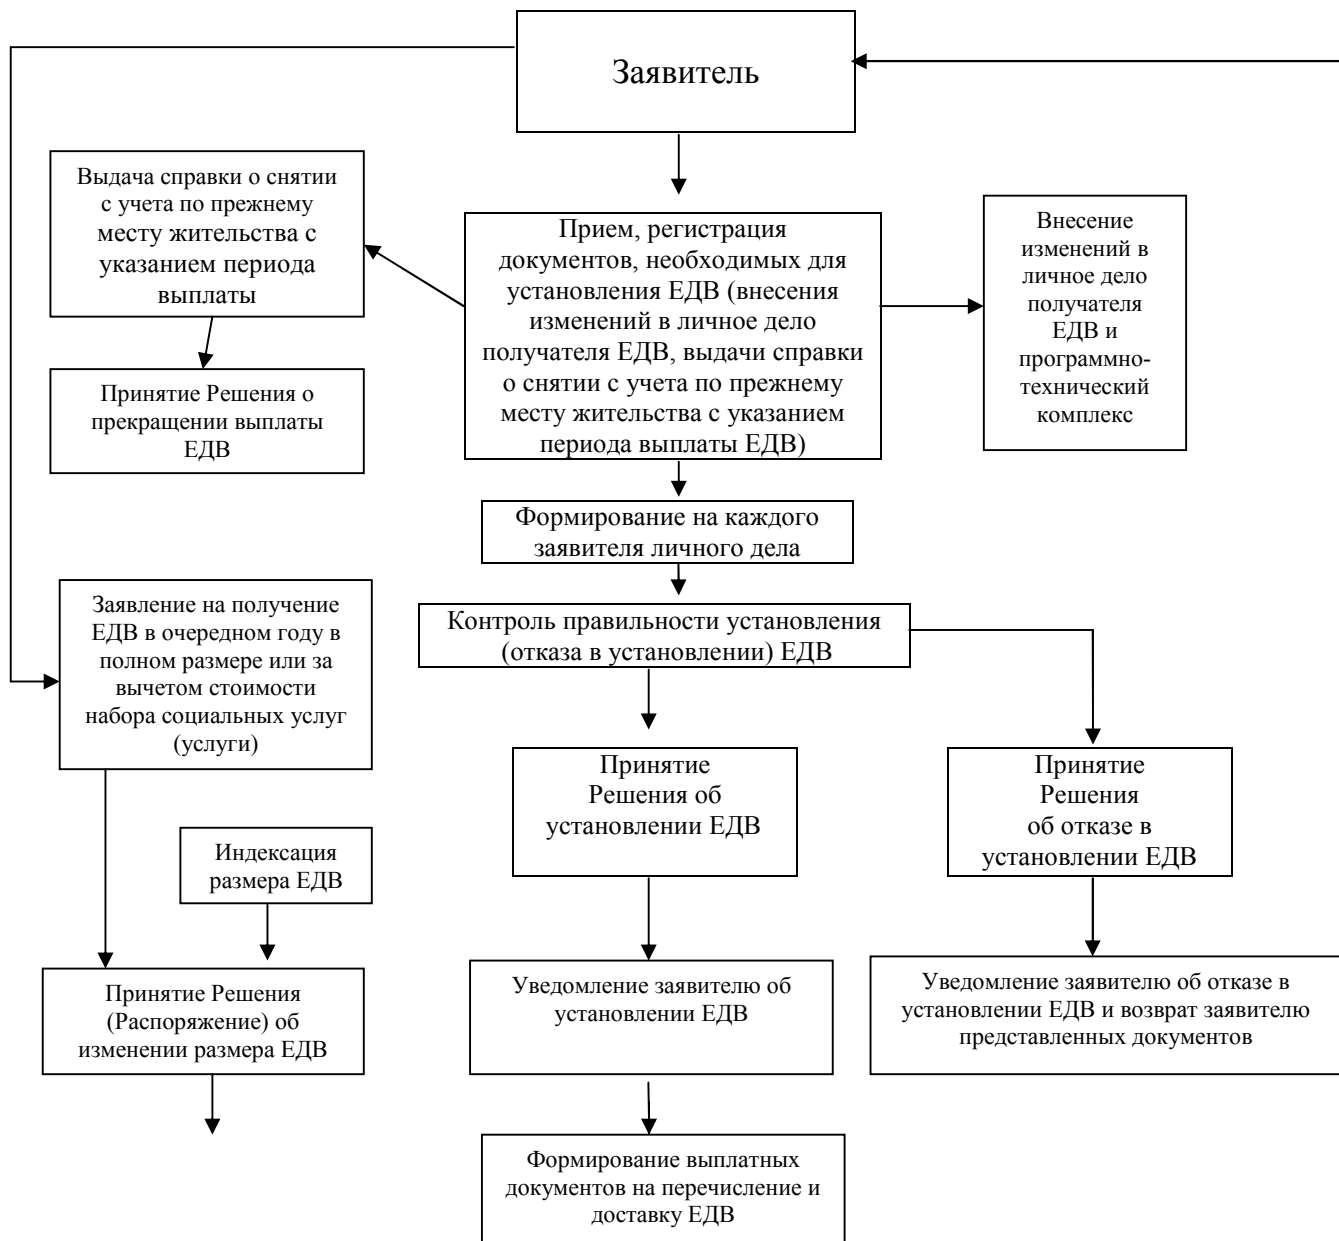 Заявитель
Выдача справки о снятии
с учета по прежнему
месту жительства с
указанием периода
выплаты
Прием, регистрация
документов, необходимых для
установления ЕДВ (внесения
изменений в личное дело
получателя ЕДВ, выдачи справки
о снятии с учета по прежнему
месту жительства с указанием
периода выплаты ЕДВ)
Внесение
изменений в
личное дело
получателя
ЕДВ и
программно-
технический
комплекс
Принятие Решения о
прекращении выплаты
ЕДВ
Формирование на каждого
заявителя личного дела
Заявление на получение
ЕДВ в очередном году в
полном размере или за
вычетом стоимости
набора социальных услуг
(услуги)
Контроль правильности установления
(отказа в установлении) ЕДВ
Принятие
Решения об
установлении ЕДВ
Принятие
Решения
об отказе в
установлении ЕДВ
Индексация
размера ЕДВ
Принятие Решения
(Распоряжение) об
изменении размера ЕДВ
Уведомление заявителю об
установлении ЕДВ
Уведомление заявителю об отказе в
установлении ЕДВ и возврат заявителю
представленных документов
Формирование выплатных
документов на перечисление и
доставку ЕДВ